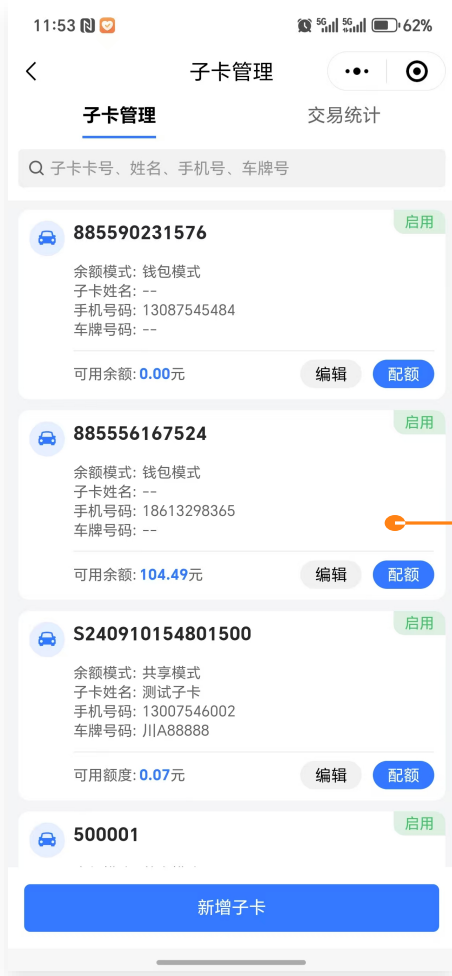 11:53 5G 5G 62%
子卡管理
子卡管理 交易统计
子卡卡号、姓名、手机号、车牌号
885590231576 启用
余额模式: 钱包模式
子卡姓名: --
手机号码: 13087545484
车牌号码: --
可用余额: 0.00元 编辑 配额
885556167524 启用
余额模式: 钱包模式
子卡姓名: --
手机号码: 18613298365
车牌号码: --
可用余额: 104.49元 编辑 配额
S240910154801500 启用
余额模式: 共享模式
子卡姓名: 测试子卡
手机号码: 13007546002
车牌号码: 川A88888
可用额度: 0.07元 编辑 配额
500001 启用
新增子卡